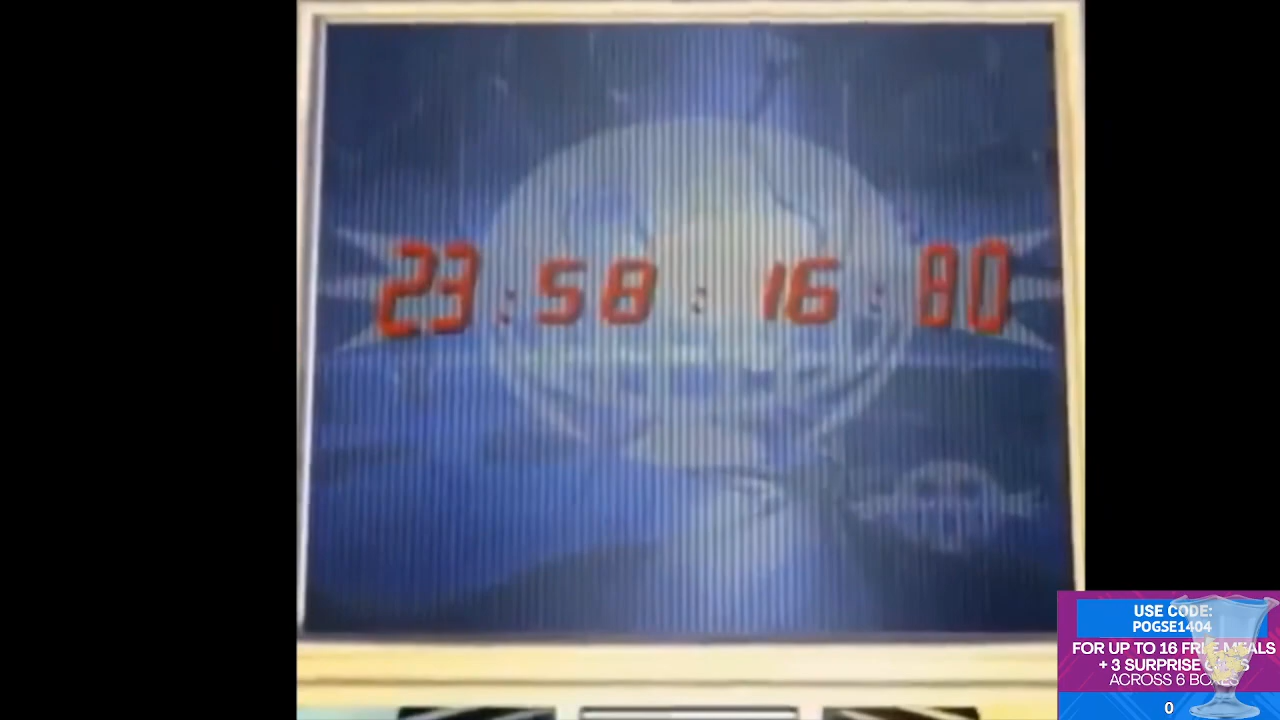 23 : 58 : 16 : 80
USE CODE:
POGSE1404
FOR UP TO 16 FREE MEALS
+ 3 SURPRISE GIFTS
ACROSS 6 BOXES
0